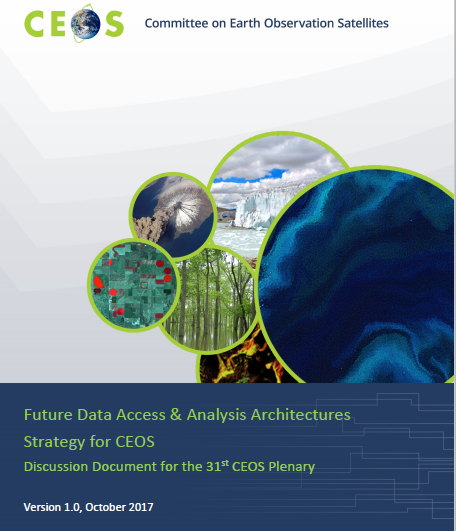 CEOS Committee on Earth Observation Satellites
Future Data Access & Analysis Architectures
Strategy for CEOS
Discussion Document for the 31st CEOS Plenary
Version 1.0, October 2017